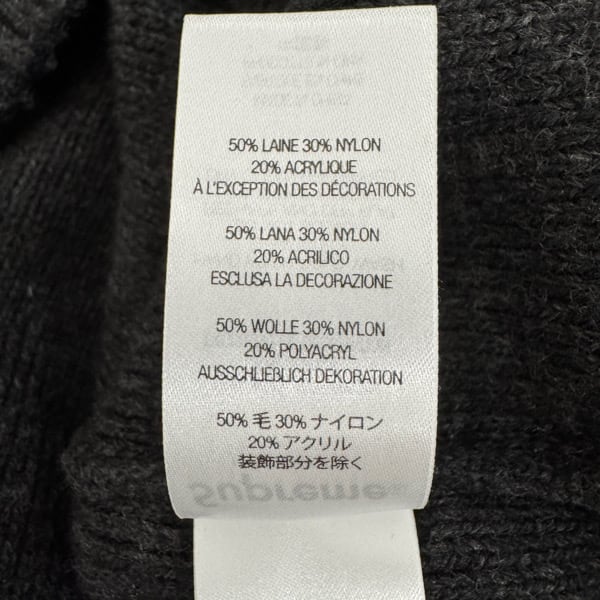 50% LAINE 30% NYLON
20% ACRYLIQUE
À L'EXCEPTION DES DÉCORATIONS
50% LANA 30% NYLON
20% ACRILICO
ESCLUSA LA DECORAZIONE
50% WOLLE 30% NYLON
20% POLYACRYL
AUSSCHLIEßLICH DEKORATION
50% 毛 30% ナイロン
20% アクリル
装飾部分を除く
Supreme